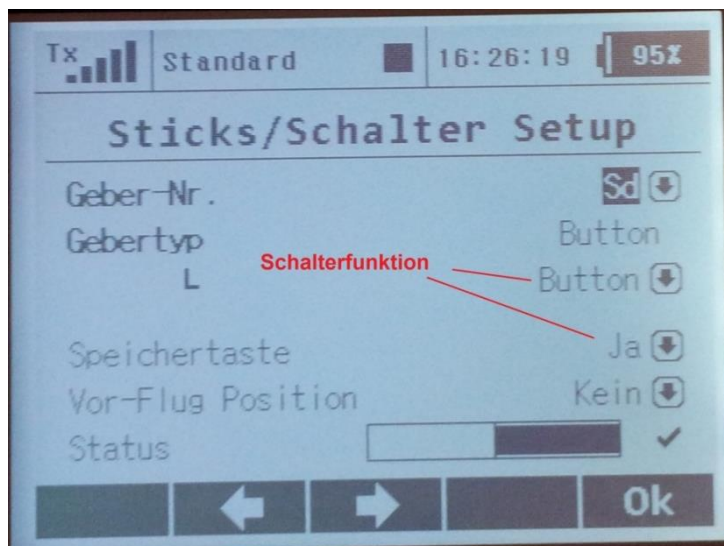 Tx Standard 16:26:19 95%
Sticks/Schalter Setup
Geber-Nr. Sd
Gebertyp Button
L Button
Schalterfunktion
Speichertaste Ja
Vor-Flug Position Kein
Status
Ok